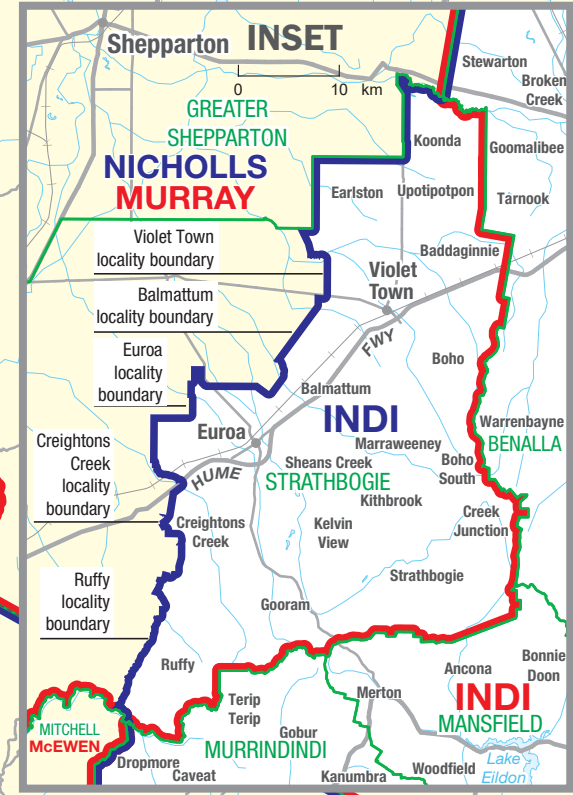 Shepparton
INSET
0 10 km
Stewarton
Broken
Creek
GREATER
SHEPPARTON
NICHOLLS
MURRAY
Koonda
Goomalibee
Earlston
Upotipotpon
Tarnook
Violet Town
locality boundary
Baddaginnie
Violet
Town
Balmattum
locality boundary
FWY
Euroa
locality
boundary
Boho
Balmattum
INDI
Warrenbayne
BENALLA
Euroa
Marraweeney
Creightons
Creek
locality
boundary
HUME
Sheans Creek
STRATHBOGIE
Boho
South
Kithbrook
Creek
Junction
Creightons
Creek
Kelvin
View
Strathbogie
Ruffy
locality
boundary
Gooram
Ruffy
Ancona
Bonnie
Doon
Merton
INDI
MANSFIELD
Terip
Terip
MITCHELL
McEWEN
Gobur
MURRINDINDI
Dropmore
Caveat
Kanumbra
Woodfield
Lake
Eildon